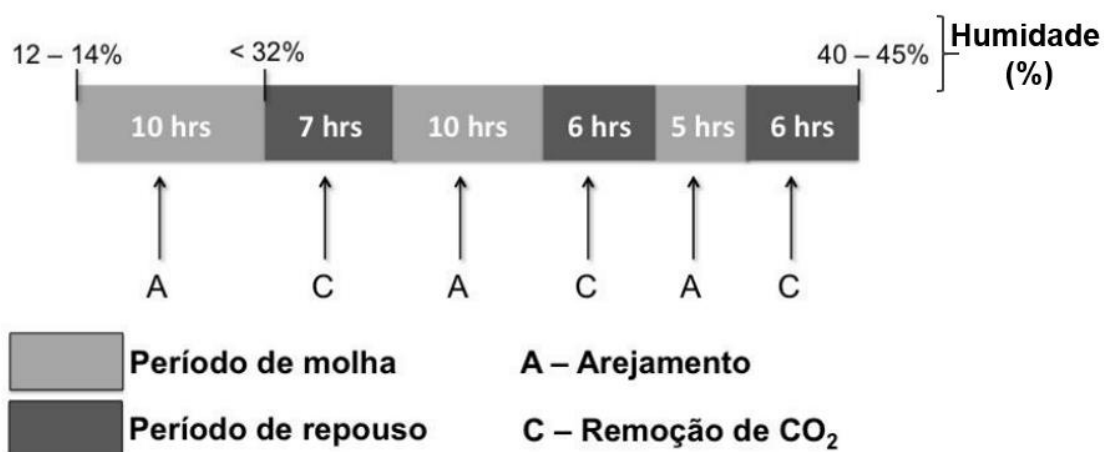 12 – 14%
< 32%
40 – 45%
Humidade
(%)
10 hrs
7 hrs
10 hrs
6 hrs
5 hrs
6 hrs
A
C
A
C
A
C
Período de molha
A – Arejamento
Período de repouso
C – Remoção de CO₂